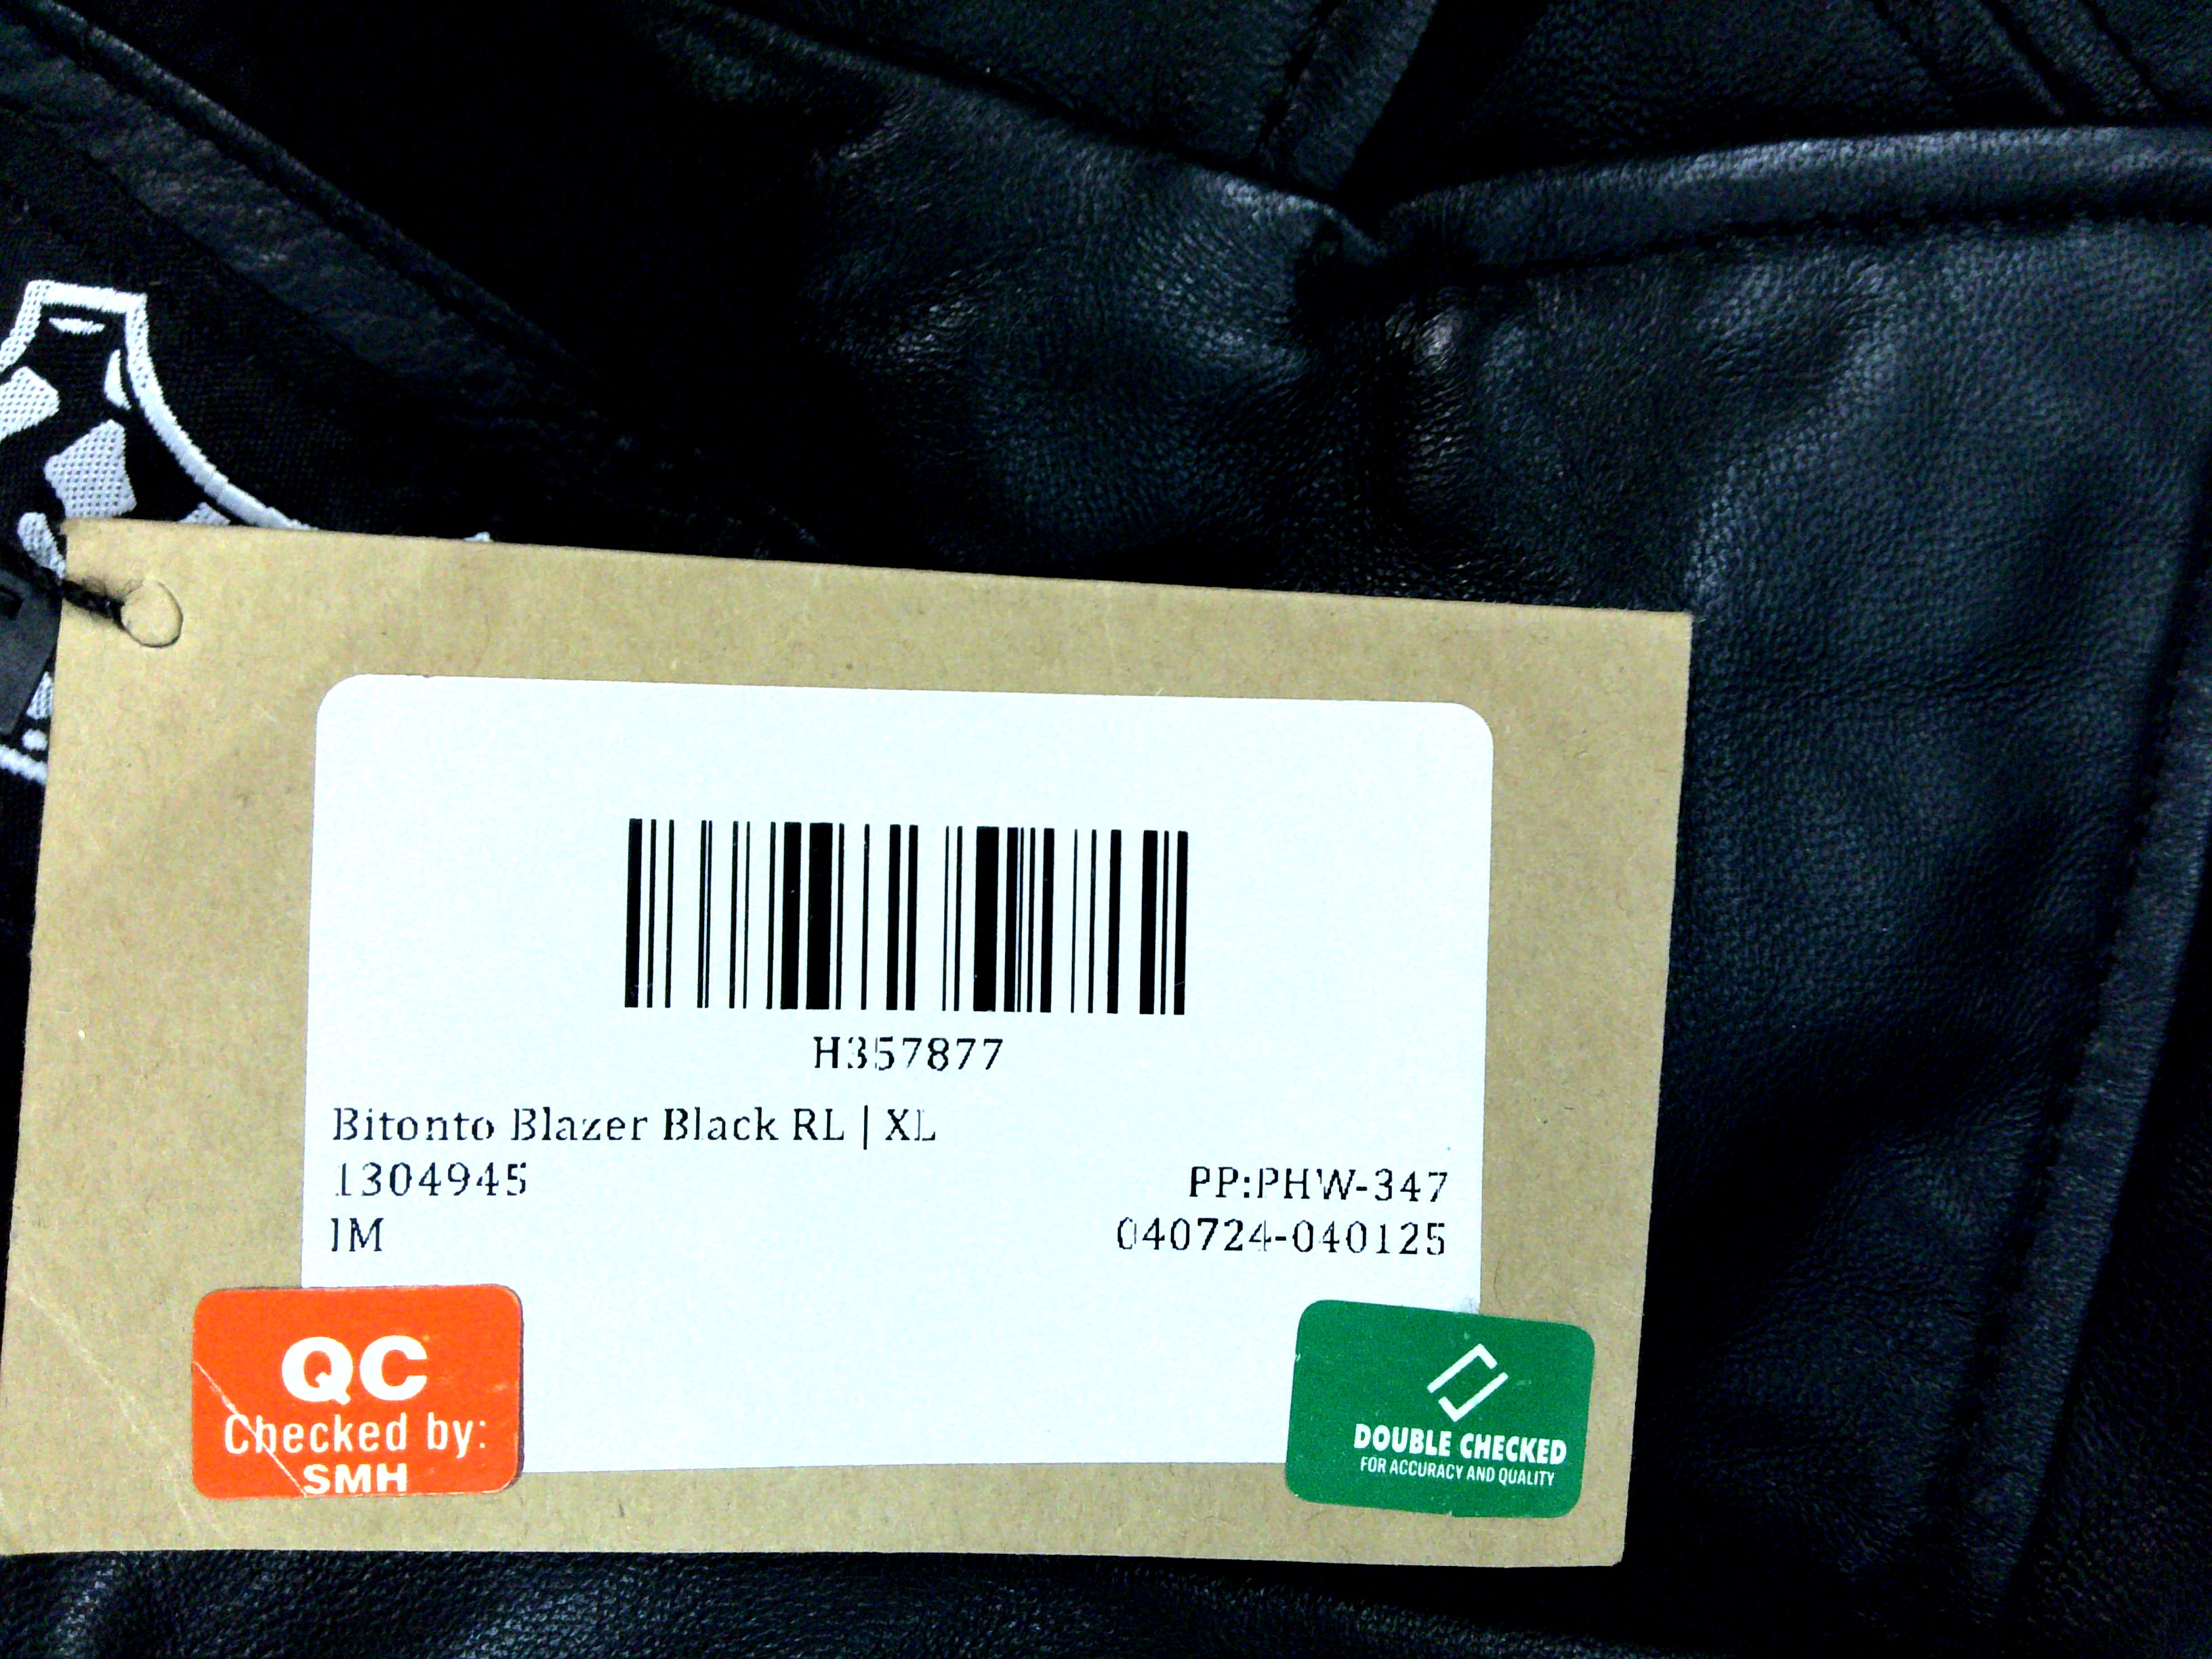 H357877
Bitonto Blazer Black RL | XL
1304945
PP:PHW-347
IM
040724-040125
QC
Checked by:
SMH
DOUBLE CHECKED
FOR ACCURACY AND QUALITY